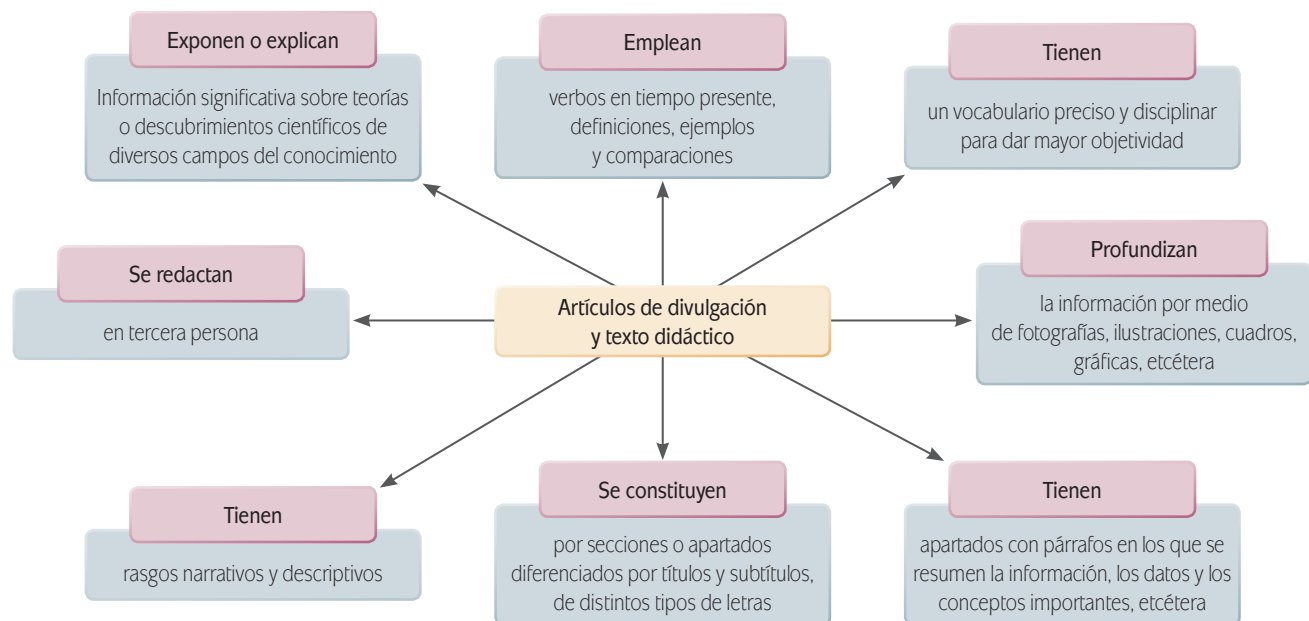 Exponen o explican
Información significativa sobre teorías
o descubrimientos científicos de
diversos campos del conocimiento
Emplean
verbos en tiempo presente,
definiciones, ejemplos
y comparaciones
Tienen
un vocabulario preciso y disciplinar
para dar mayor objetividad
Se redactan
en tercera persona
Artículos de divulgación
y texto didáctico
Profundizan
la información por medio
de fotografías, ilustraciones, cuadros,
gráficas, etcétera
Tienen
rasgos narrativos y descriptivos
Se constituyen
por secciones o apartados
diferenciados por títulos y subtítulos,
de distintos tipos de letras
Tienen
apartados con párrafos en los que se
resumen la información, los datos y los
conceptos importantes, etcétera